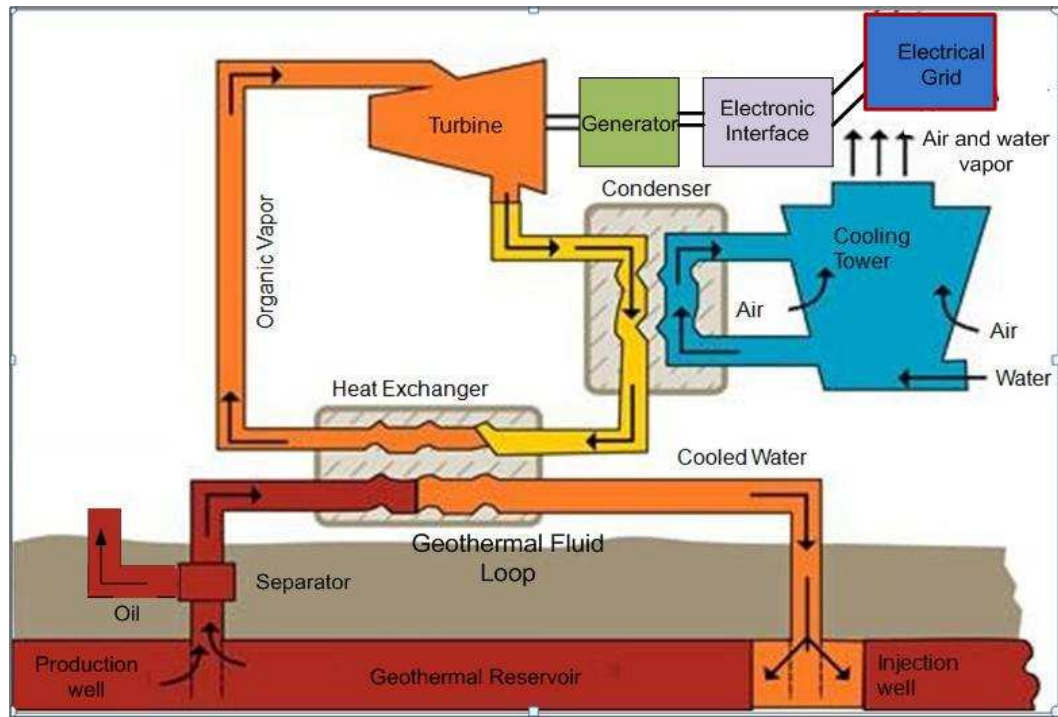 Electrical
Grid
Turbine
Generator
Electronic
Interface
Air and water
vapor
Condenser
Organic Vapor
Cooling
Tower
Air
Air
Water
Heat Exchanger
Cooled Water
Geothermal Fluid
Loop
Separator
Oil
Production
well
Geothermal Reservoir
Injection
well